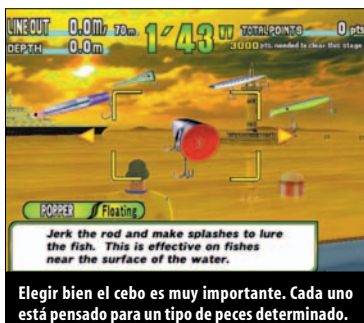 LINE OUT 0.0m/ 70m
1'43" TOTAL POINTS 0 pts
DEPTH 0.0m
3000 pts. needed to clear this stage
POPPER Floating
Jerk the rod and make splashes to lure
the fish. This is effective on fishes
near the surface of the water.
Elegir bien el cebo es muy importante. Cada uno
está pensado para un tipo de peces determinado.